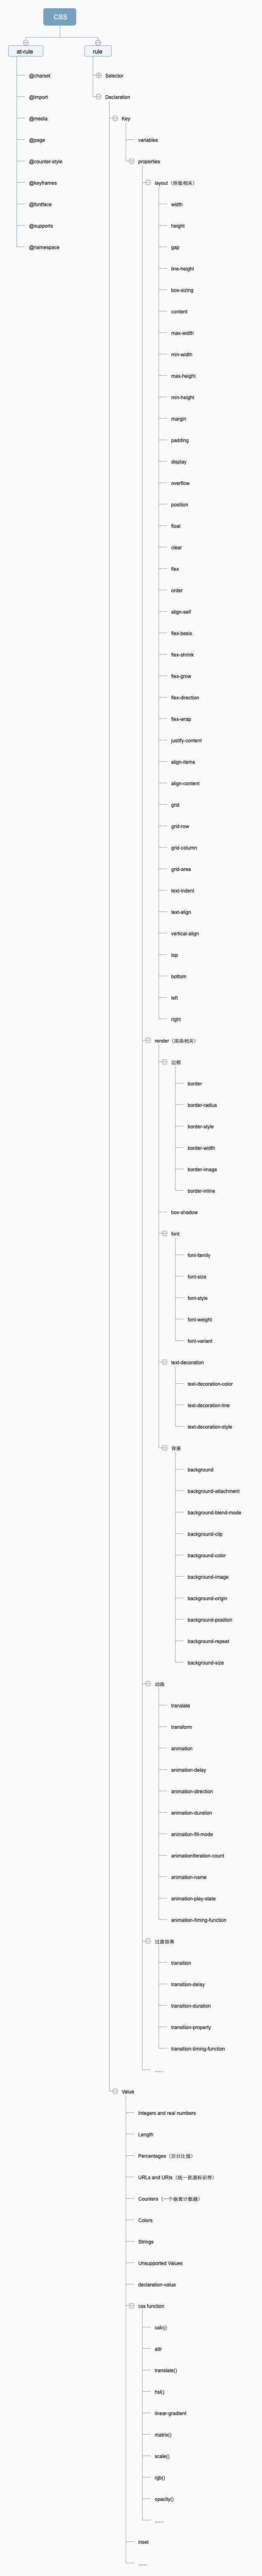 CSS
at-rule
rule
@charset
@import
@media
@page
@counter-style
@keyframes
@fontface
@supports
@namespace
Selector
Declaration
Key
variables
properties
layout（排版相关）
width
height
gap
line-height
box-sizing
content
max-width
min-width
max-height
min-height
margin
padding
display
overflow
position
float
clear
flex
order
align-self
flex-basis
flex-shrink
flex-grow
flex-direction
flex-wrap
justify-content
align-items
align-content
grid
grid-row
grid-column
grid-area
text-indent
text-align
vertical-align
top
bottom
left
right
render（渲染相关）
边框
border
border-radius
border-style
border-width
border-image
border-inline
box-shadow
font
font-family
font-size
font-style
font-weight
font-variant
text-decoration
text-decoration-color
text-decoration-line
text-decoration-style
背景
background
background-attachment
background-blend-mode
background-clip
background-color
background-image
background-origin
background-position
background-repeat
background-size
动画
translate
transform
animation
animation-delay
animation-direction
animation-duration
animation-fill-mode
animationiteration-count
animation-name
animation-play-state
animation-timing-function
过渡效果
transition
transition-delay
transition-duration
transition-property
transition-timing-function
......
Value
Integers and real numbers
Length
Percentages（百分比值）
URLs and URIs（统一资源标识符）
Counters（一个嵌套计数器）
Colors
Strings
Unsupported Values
declaration-value
css function
calc()
attr
translate()
hsl()
linear-gradient
matrix()
scale()
rgb()
opacity()
......
inset
......